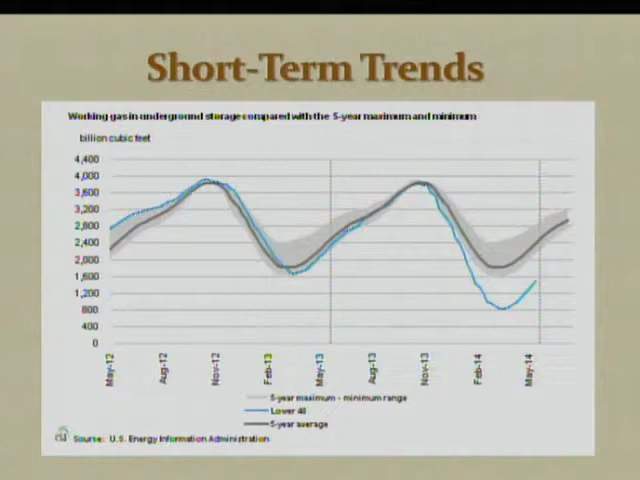 Short-Term Trends
Working gas in underground storage compared with the 5-year maximum and minimum
billion cubic feet
4,400
4,000
3,600
3,200
2,800
2,400
2,000
1,600
1,200
800
400
0
May-12 Aug-12 Nov-12 Feb-13 May-13 Aug-13 Nov-13 Feb-14 May-14
5-year maximum - minimum range
Lower 48
5-year average
eia Source: U.S. Energy Information Administration